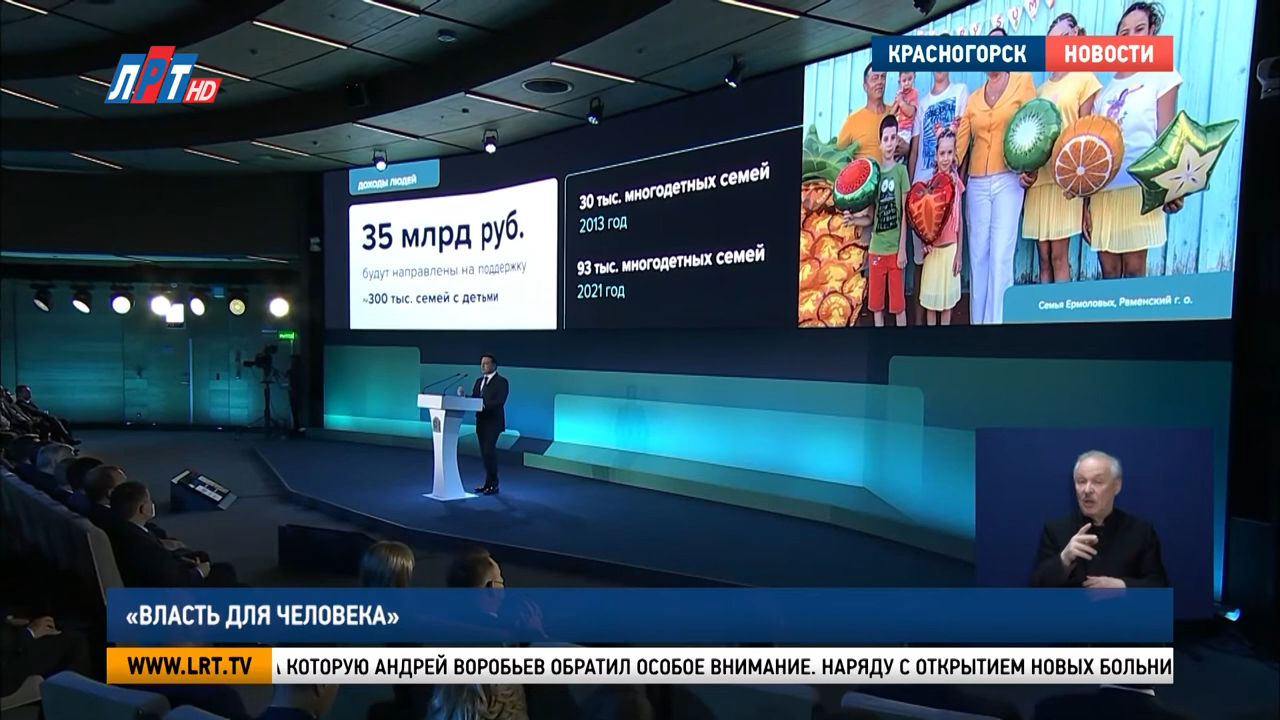 ЛРТ HD
КРАСНОГОРСК НОВОСТИ
ДОХОДЫ ЛЮДЕЙ
35 млрд руб.
будут направлены на поддержку
~300 тыс. семей с детьми
30 тыс. многодетных семей
2013 год
93 тыс. многодетных семей
2021 год
Семья Ермоловых, Раменский г. о.
«ВЛАСТЬ ДЛЯ ЧЕЛОВЕКА»
WWW.LRT.TV
А КОТОРУЮ АНДРЕЙ ВОРОБЬЕВ ОБРАТИЛ ОСОБОЕ ВНИМАНИЕ. НАРЯДУ С ОТКРЫТИЕМ НОВЫХ БОЛЬНИ